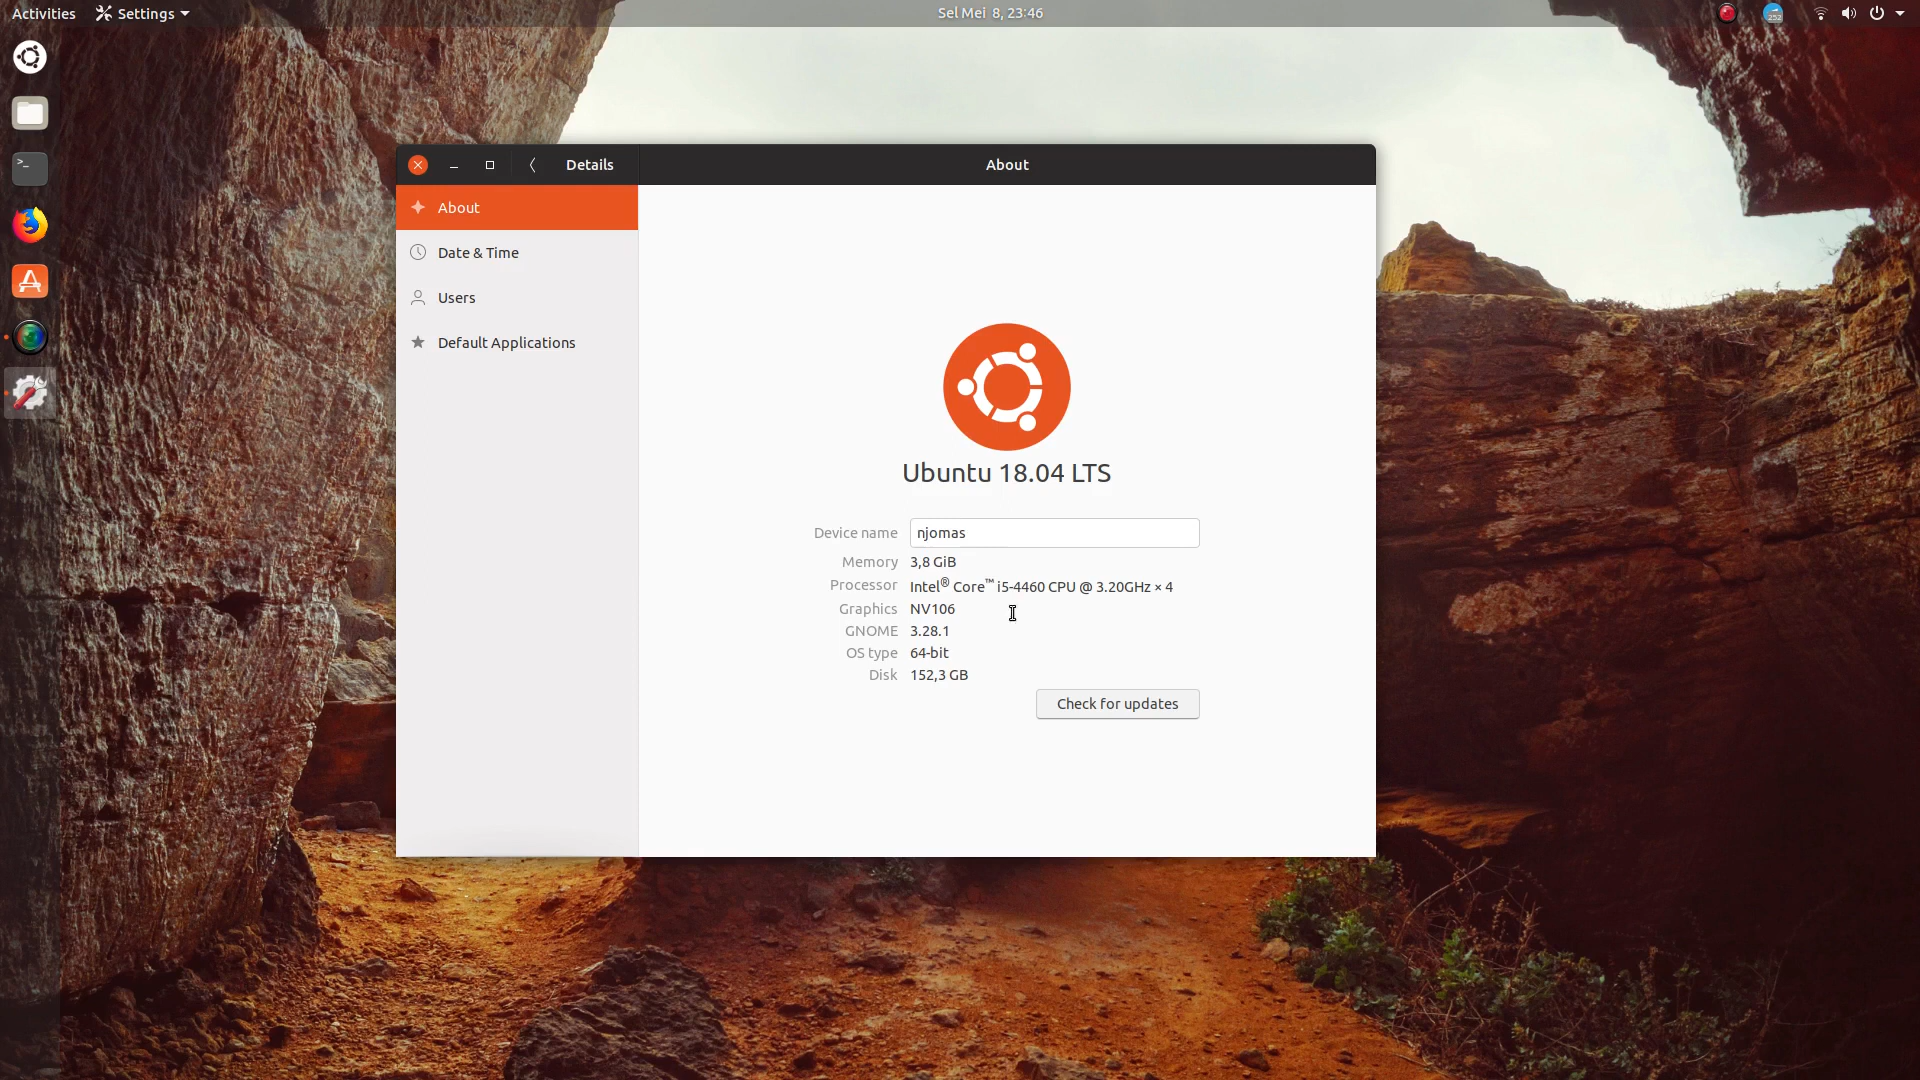 Activities Settings Sel Mei 8, 23:46 252
Details About
About
Date & Time
Users
Default Applications
Ubuntu 18.04 LTS
Device name njomas
Memory 3,8 GiB
Processor Intel® Core™ i5-4460 CPU @ 3.20GHz × 4
Graphics NV106
GNOME 3.28.1
OS type 64-bit
Disk 152,3 GB
Check for updates